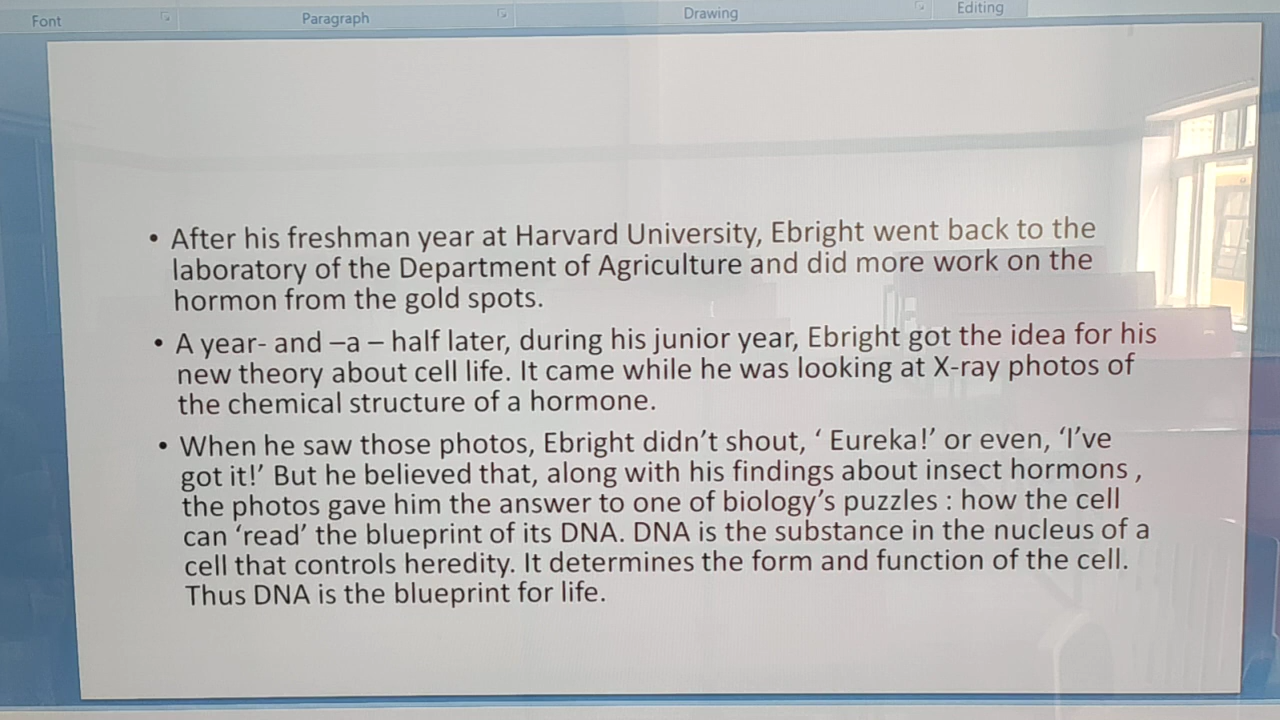 Font Paragraph Drawing Editing
• After his freshman year at Harvard University, Ebright went back to the
laboratory of the Department of Agriculture and did more work on the
hormon from the gold spots.
• A year- and –a – half later, during his junior year, Ebright got the idea for his
new theory about cell life. It came while he was looking at X-ray photos of
the chemical structure of a hormone.
• When he saw those photos, Ebright didn’t shout, ‘ Eureka!’ or even, ‘I’ve
got it!’ But he believed that, along with his findings about insect hormons ,
the photos gave him the answer to one of biology’s puzzles : how the cell
can ‘read’ the blueprint of its DNA. DNA is the substance in the nucleus of a
cell that controls heredity. It determines the form and function of the cell.
Thus DNA is the blueprint for life.